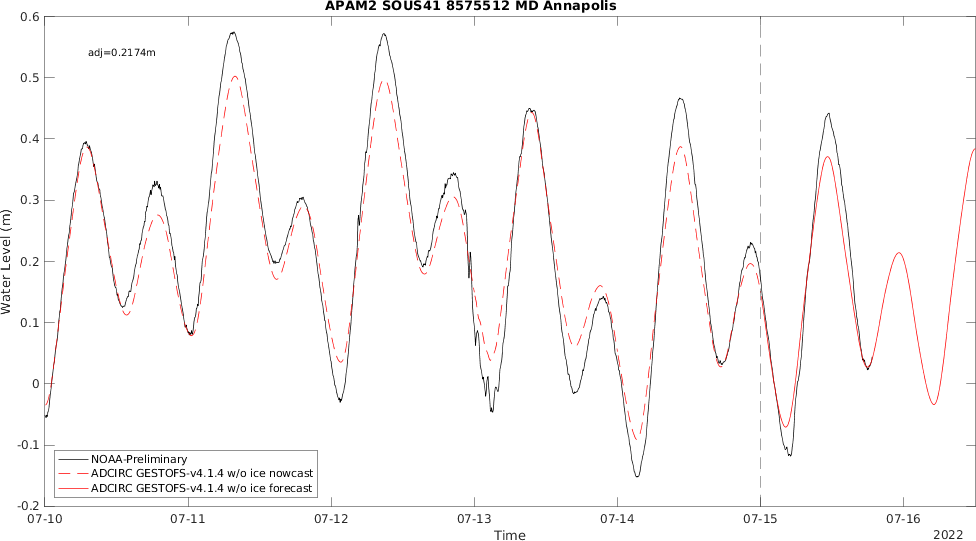 APAM2 SOUS41 8575512 MD Annapolis
adj=0.2174m
0.6
0.5
0.4
0.3
0.2
0.1
0
-0.1
-0.2
Water Level (m)
NOAA-Preliminary
ADCIRC GESTOFS-v4.1.4 w/o ice nowcast
ADCIRC GESTOFS-v4.1.4 w/o ice forecast
07-10 07-11 07-12 07-13 07-14 07-15 07-16
Time
2022